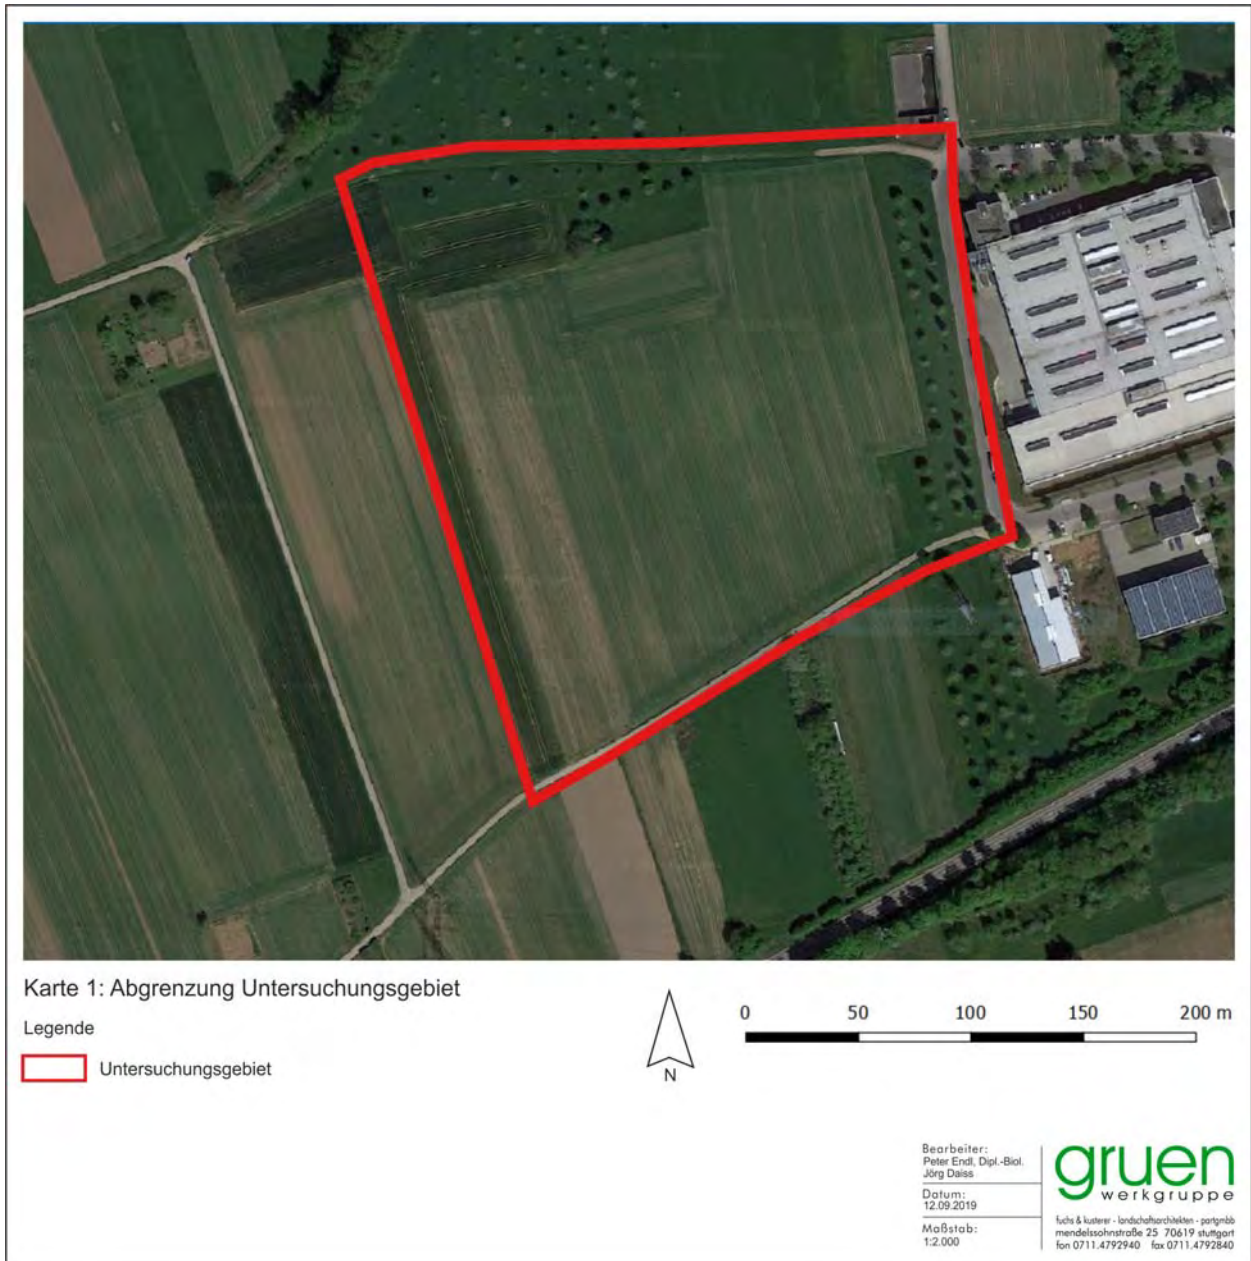 Karte 1: Abgrenzung Untersuchungsgebiet
Legende
Untersuchungsgebiet
N
0 50 100 150 200 m
Bearbeiter:
Peter Endl, Dipl.-Biol.
Jörg Daiss
Datum:
12.09.2019
Maßstab:
1:2.000
gruen
werkgruppe
fuchs & kusterer - landschaftsarchitekten - partgmbb
mendelssohnstraße 25 70619 stuttgart
fon 0711.4792940 fax 0711.4792840